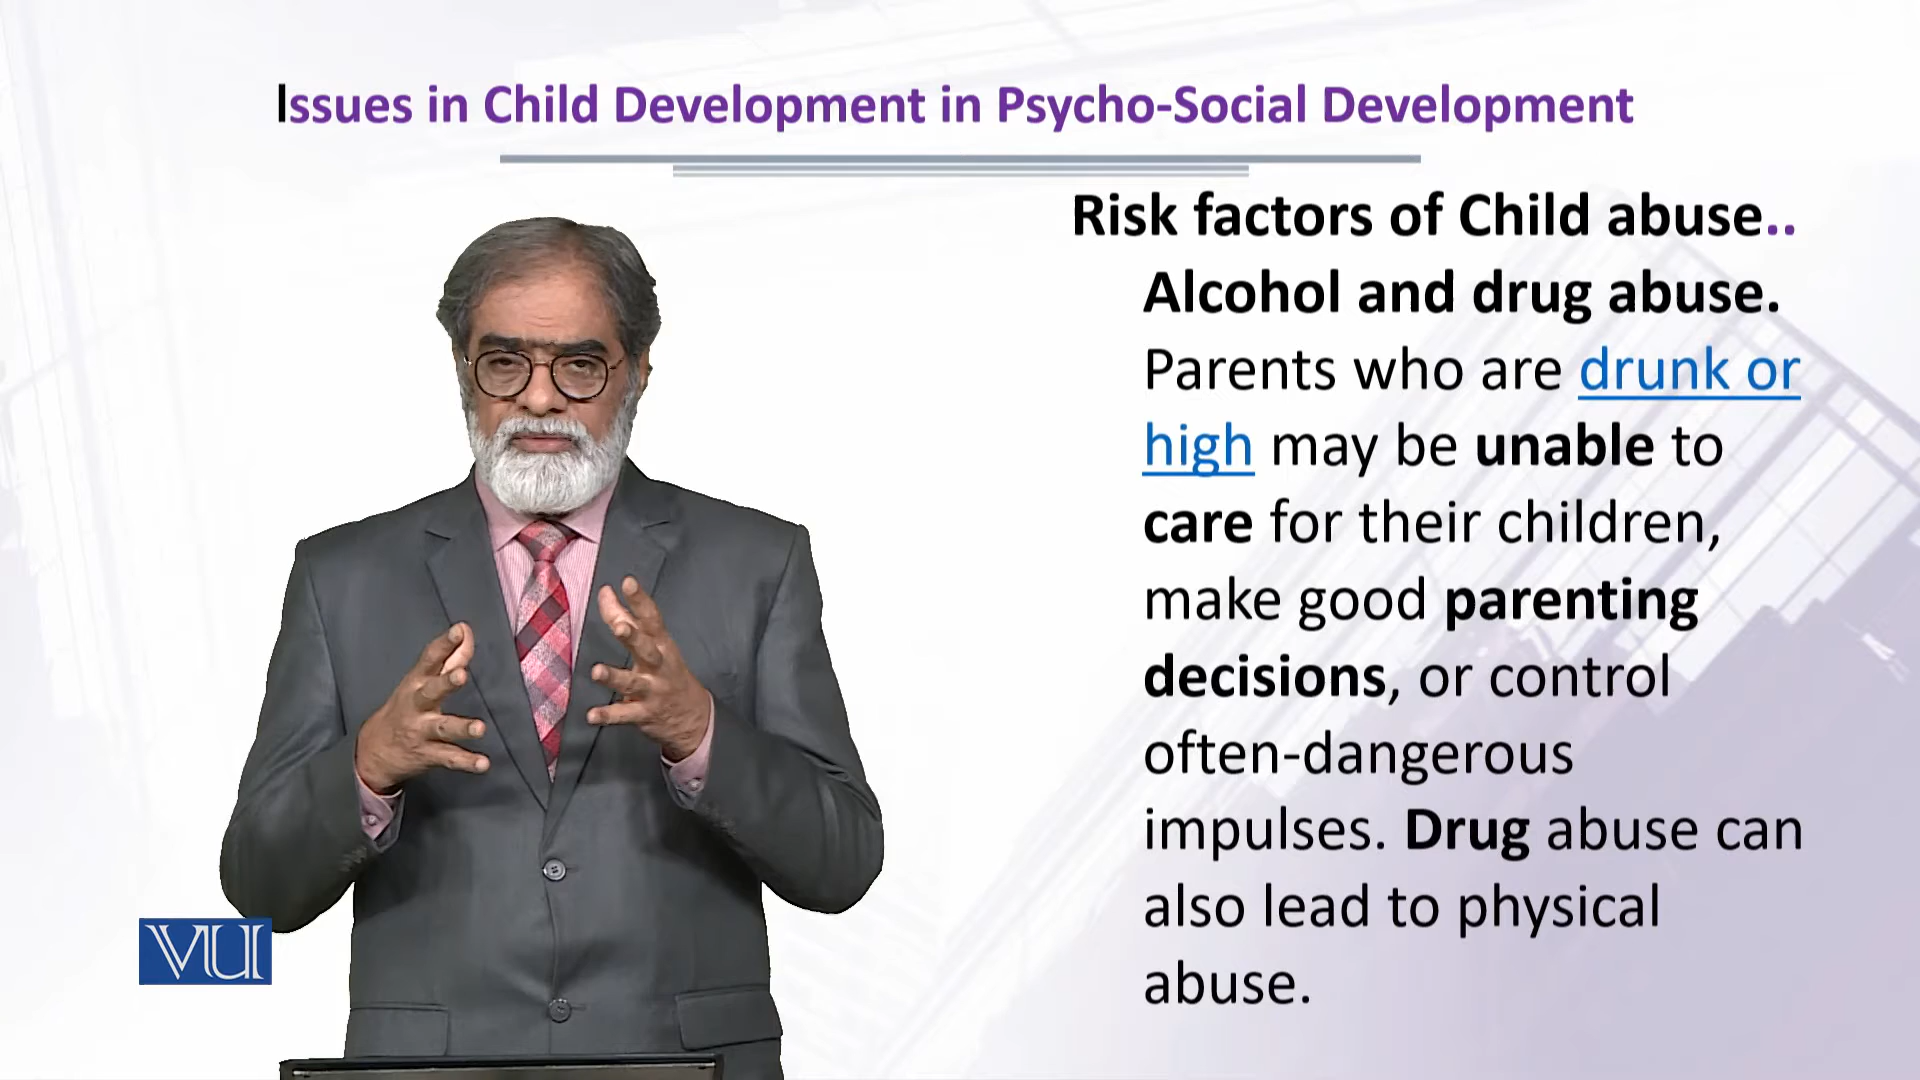 Issues in Child Development in Psycho-Social Development
Risk factors of Child abuse..
Alcohol and drug abuse.
Parents who are drunk or
high may be unable to
care for their children,
make good parenting
decisions, or control
often-dangerous
impulses. Drug abuse can
also lead to physical
abuse.
VU